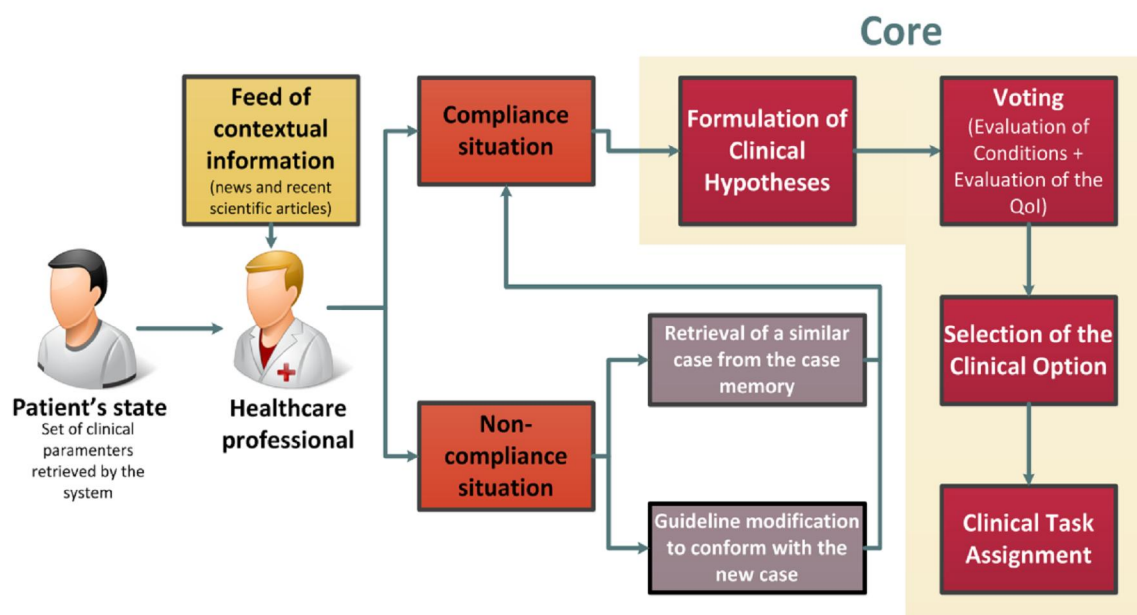 Core
Feed of
contextual
information
(news and recent
scientific articles)
Compliance
situation
Formulation of
Clinical
Hypotheses
Voting
(Evaluation of
Conditions +
Evaluation of the
QoI)
Patient's state
Set of clinical
paramenters
retrieved by the
system
Healthcare
professional
Non-
compliance
situation
Retrieval of a similar
case from the case
memory
Guideline modification
to conform with the
new case
Selection of the
Clinical Option
Clinical Task
Assignment